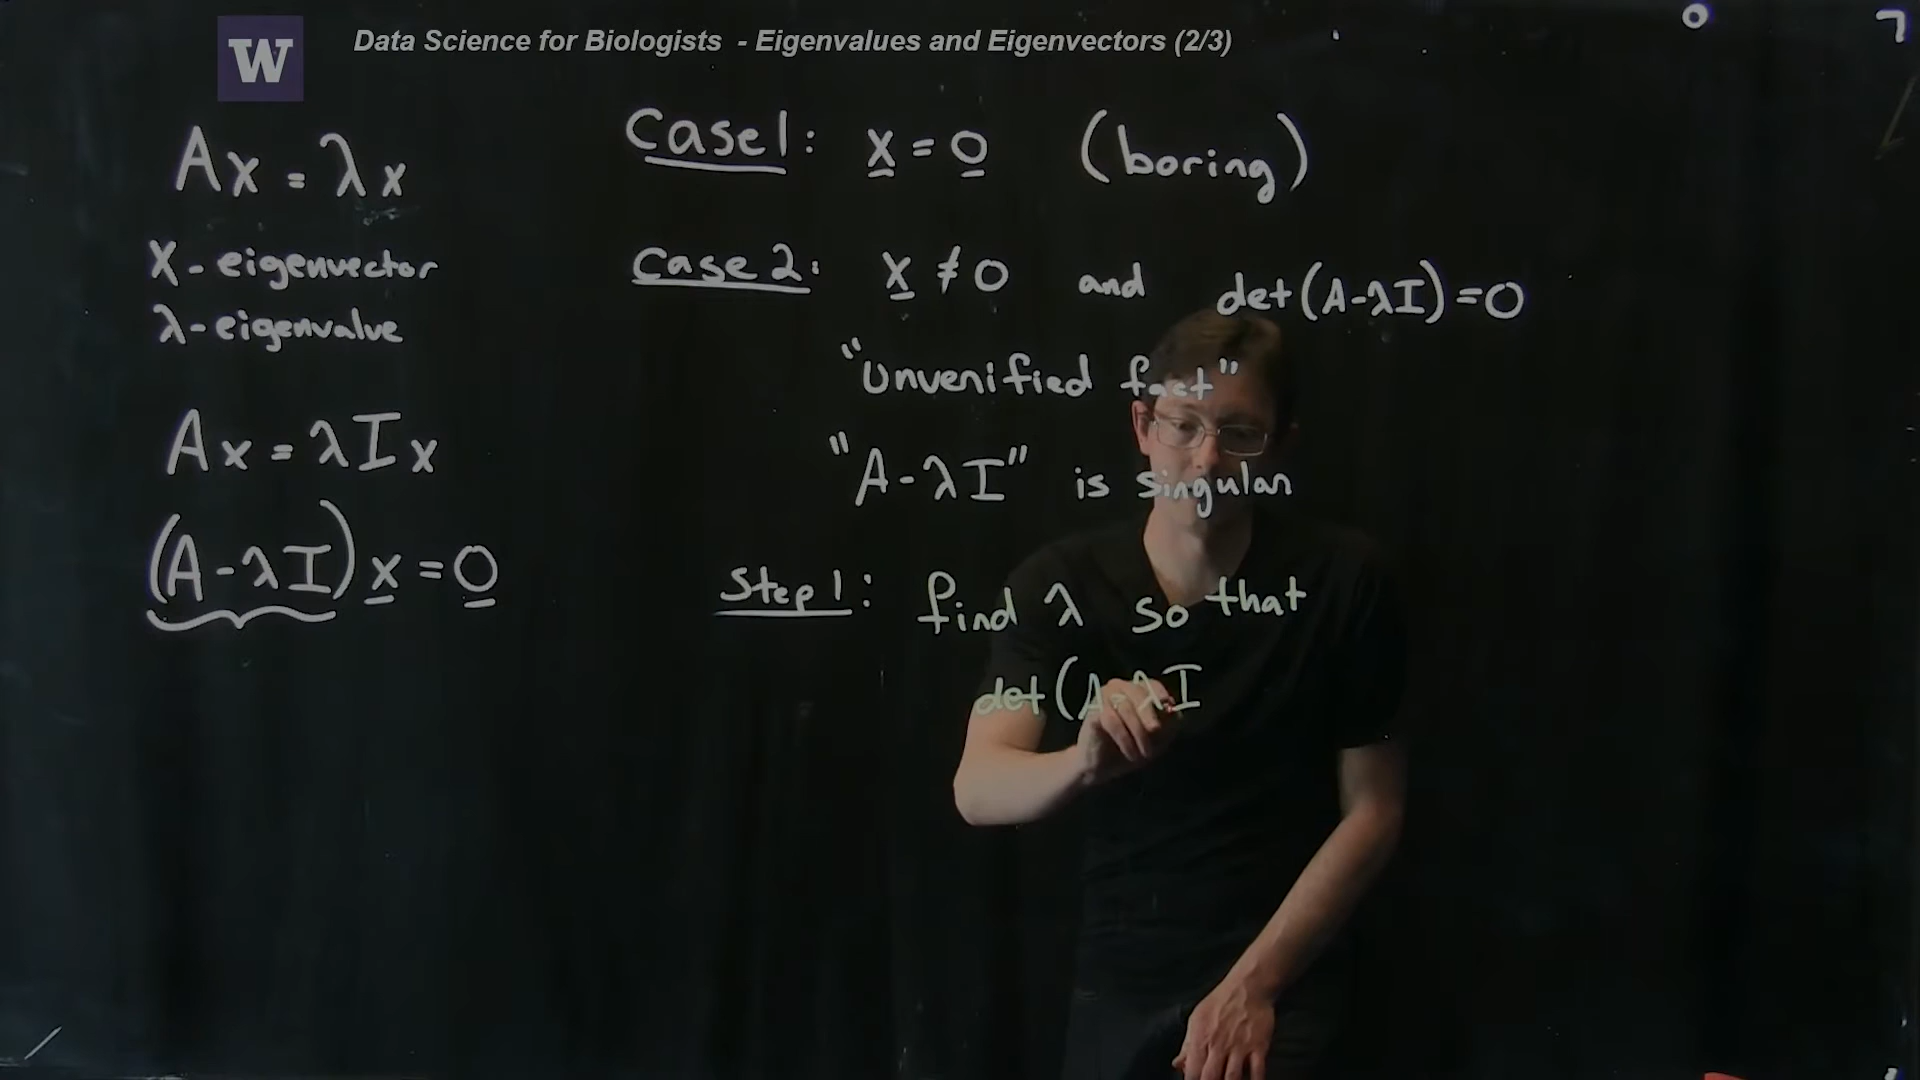 W
Data Science for Biologists - Eigenvalues and Eigenvectors (2/3)
Ax = λx
x - eigenvector
λ - eigenvalue
Ax = λIx
(A - λI)x = 0
Case 1: x = 0 (boring)
Case 2: x ≠ 0 and det(A-λI)=0
"Unverified fact"
"A - λI" is singular
Step 1: find λ so that
det(A-λI